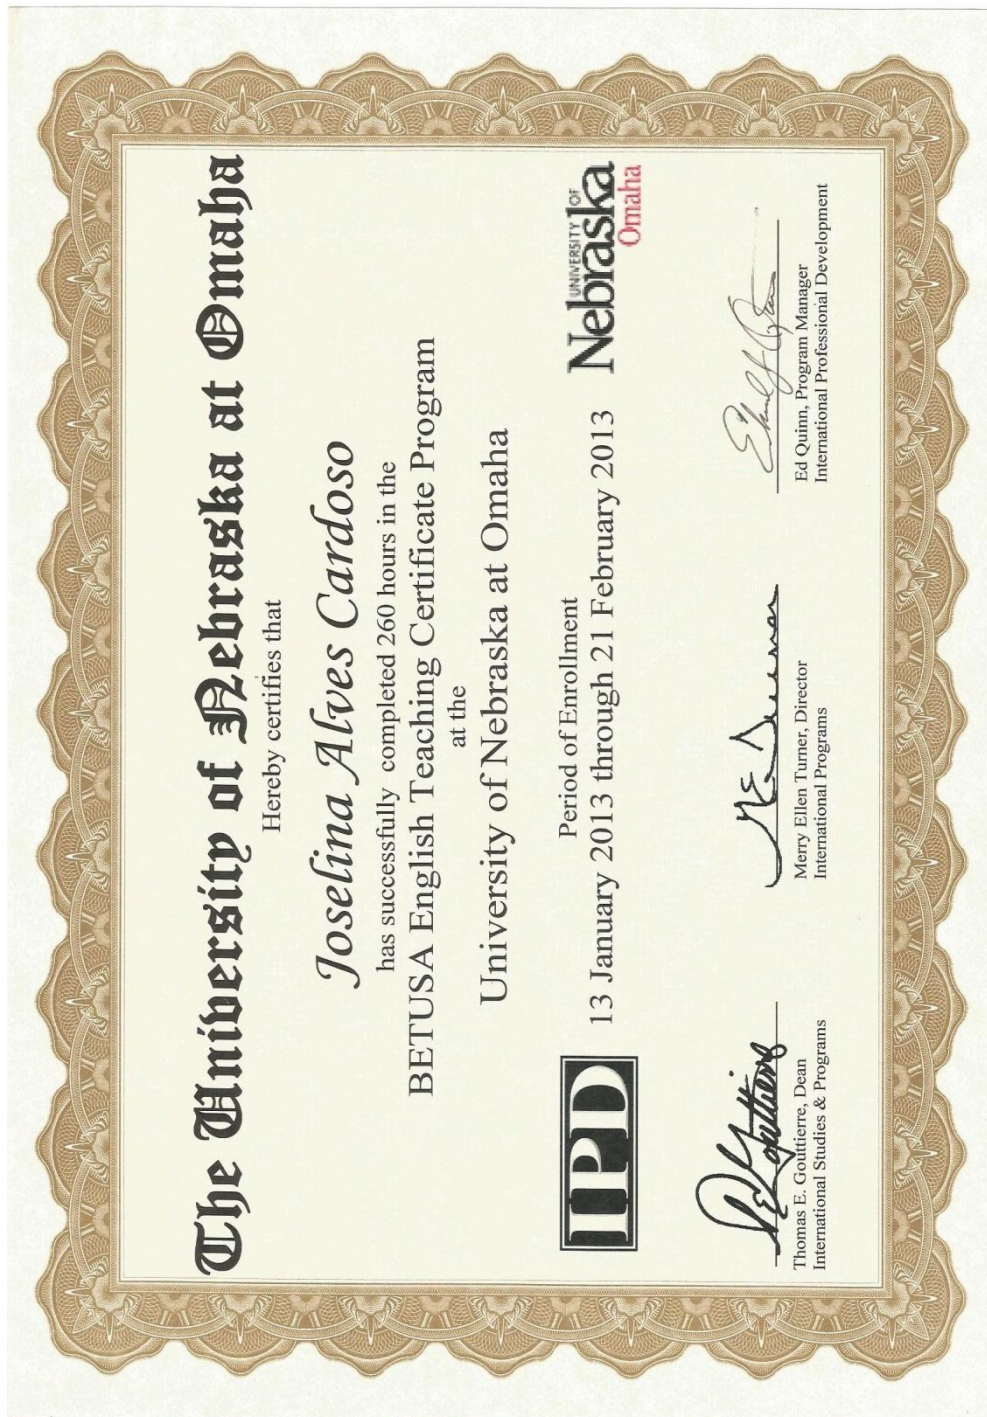 The University of Nebraska at Omaha
Hereby certifies that
Joselina Alves Cardoso
has successfully completed 260 hours in the
BETUSA English Teaching Certificate Program
at the
University of Nebraska at Omaha
Period of Enrollment
13 January 2013 through 21 February 2013
IPD
UNIVERSITY OF
Nebraska
Omaha
Thomas E. Gouttierre, Dean
International Studies & Programs
Merry Ellen Turner, Director
International Programs
Ed Quinn, Program Manager
International Professional Development